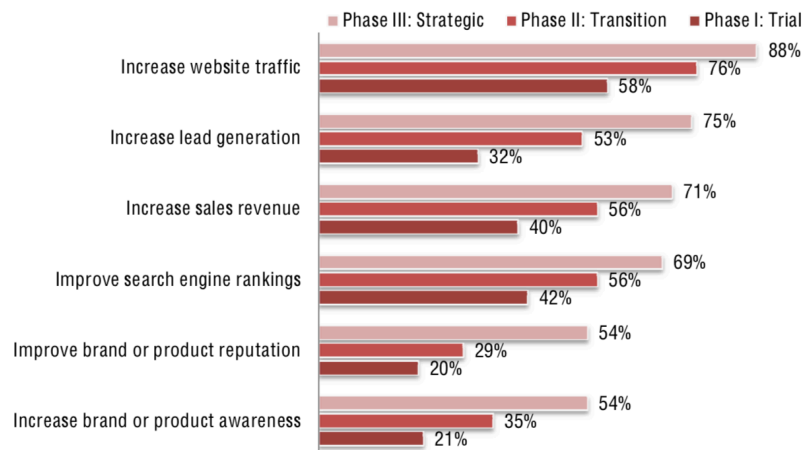 Phase III: Strategic Phase II: Transition Phase I: Trial
88%
Increase website traffic 76%
58%
75%
Increase lead generation 53%
32%
71%
Increase sales revenue 56%
40%
69%
Improve search engine rankings 56%
42%
54%
Improve brand or product reputation 29%
20%
54%
Increase brand or product awareness 35%
21%